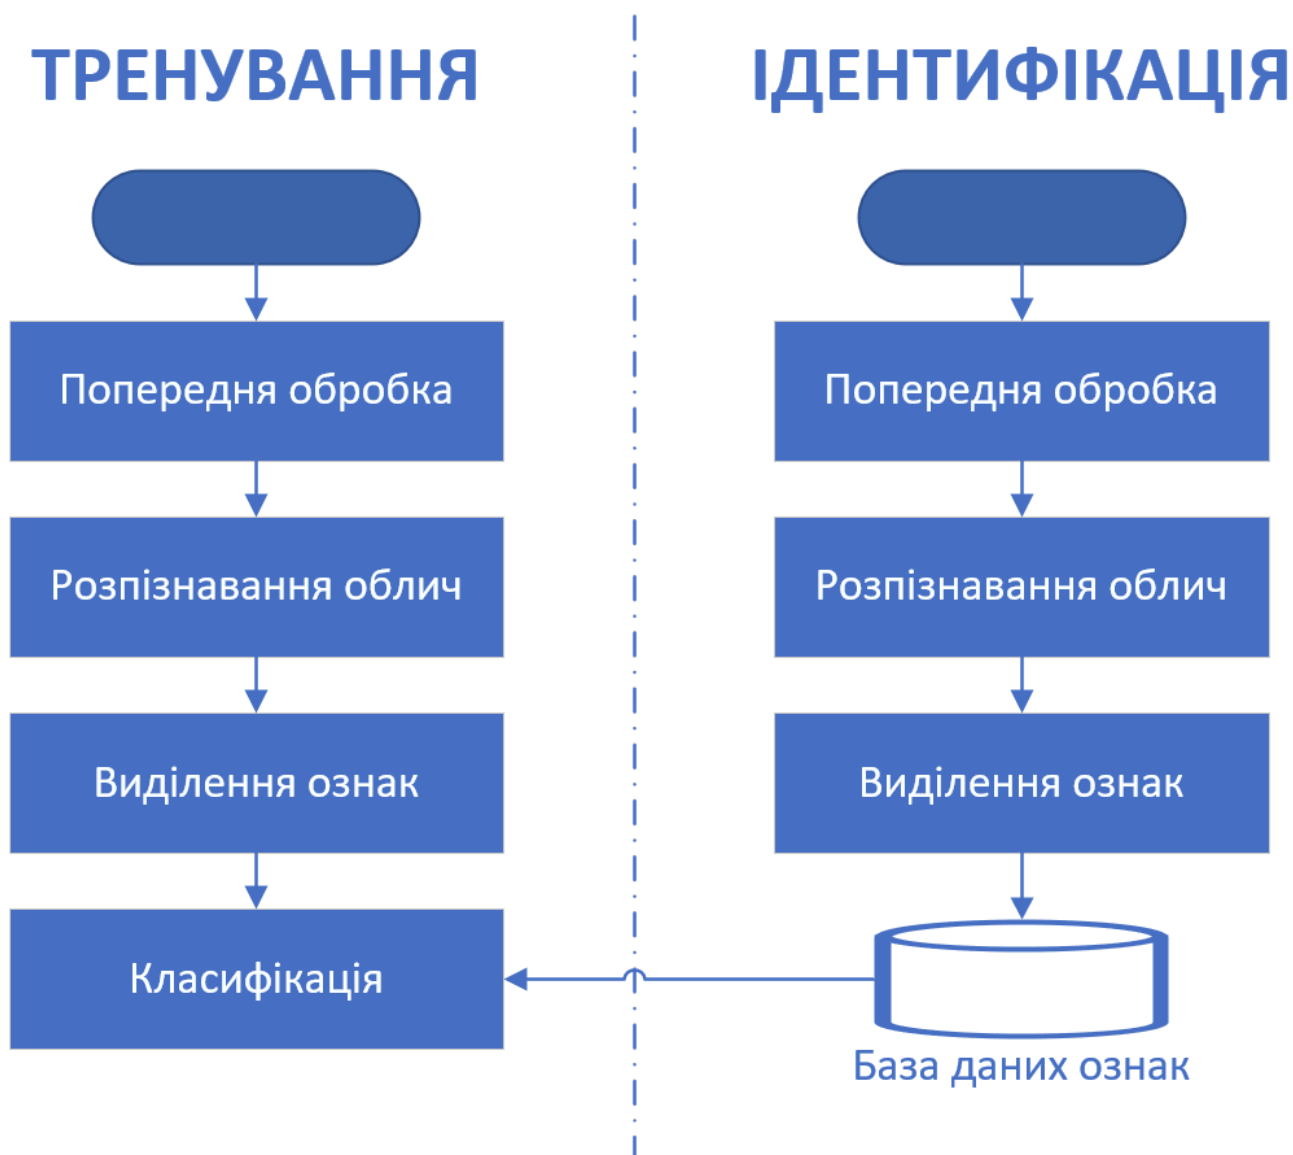 ТРЕНУВАННЯ
Попередня обробка
Розпізнавання облич
Виділення ознак
Класифікація
ІДЕНТИФІКАЦІЯ
Попередня обробка
Розпізнавання облич
Виділення ознак
База даних ознак